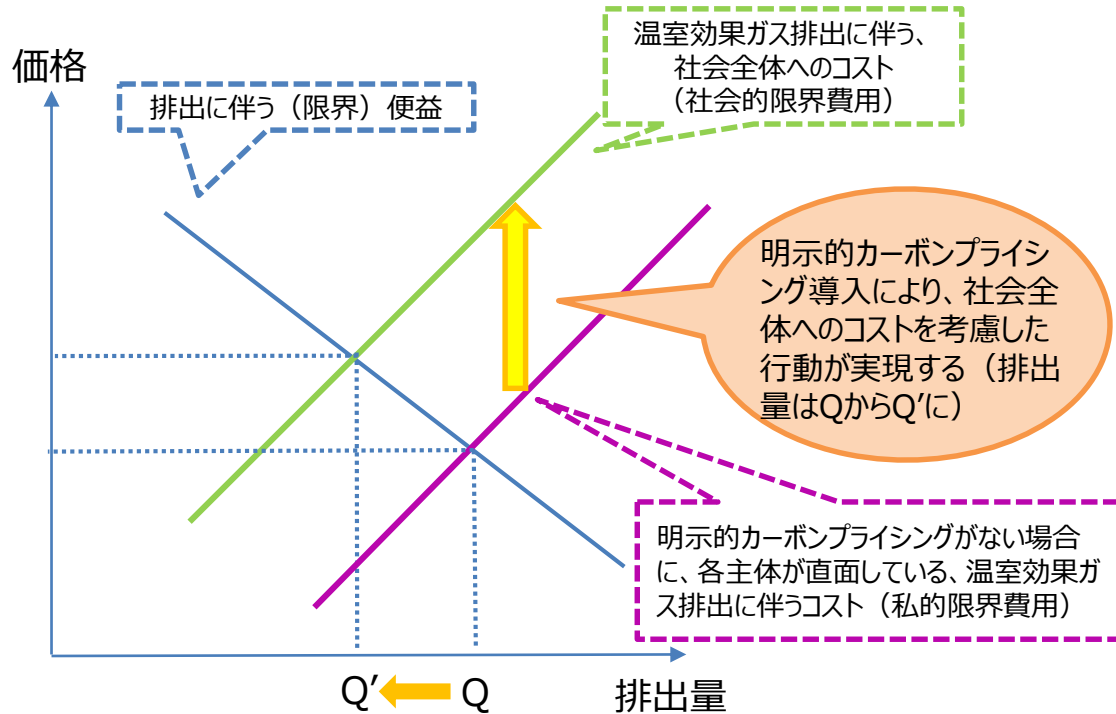 価格
排出に伴う（限界）便益
温室効果ガス排出に伴う、
社会全体へのコスト
（社会的限界費用）
明示的カーボンプライシ
ング導入により、社会全
体へのコストを考慮した
行動が実現する（排出
量はQからQ’に）
明示的カーボンプライシングがない場合
に、各主体が直面している、温室効果ガ
ス排出に伴うコスト（私的限界費用）
Q’
Q
排出量